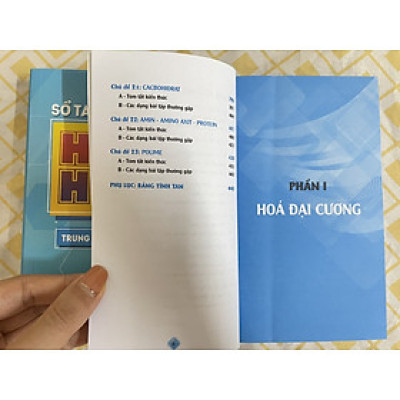 SỔ TA
H
H
TRUNG
Chủ đề 11: CACBOHIĐRAT
A - Tóm tắt kiến thức
B - Các dạng bài tập thường gặp
Chủ đề 12: AMIN - AMINO AXIT - PROTEIN
A - Tóm tắt kiến thức
B - Các dạng bài tập thường gặp
Chủ đề 13: POLIME
A - Tóm tắt kiến thức
B - Các dạng bài tập thường gặp
PHỤ LỤC: BẢNG TÍNH TAN
PHẦN I
HOÁ ĐẠI CƯƠNG